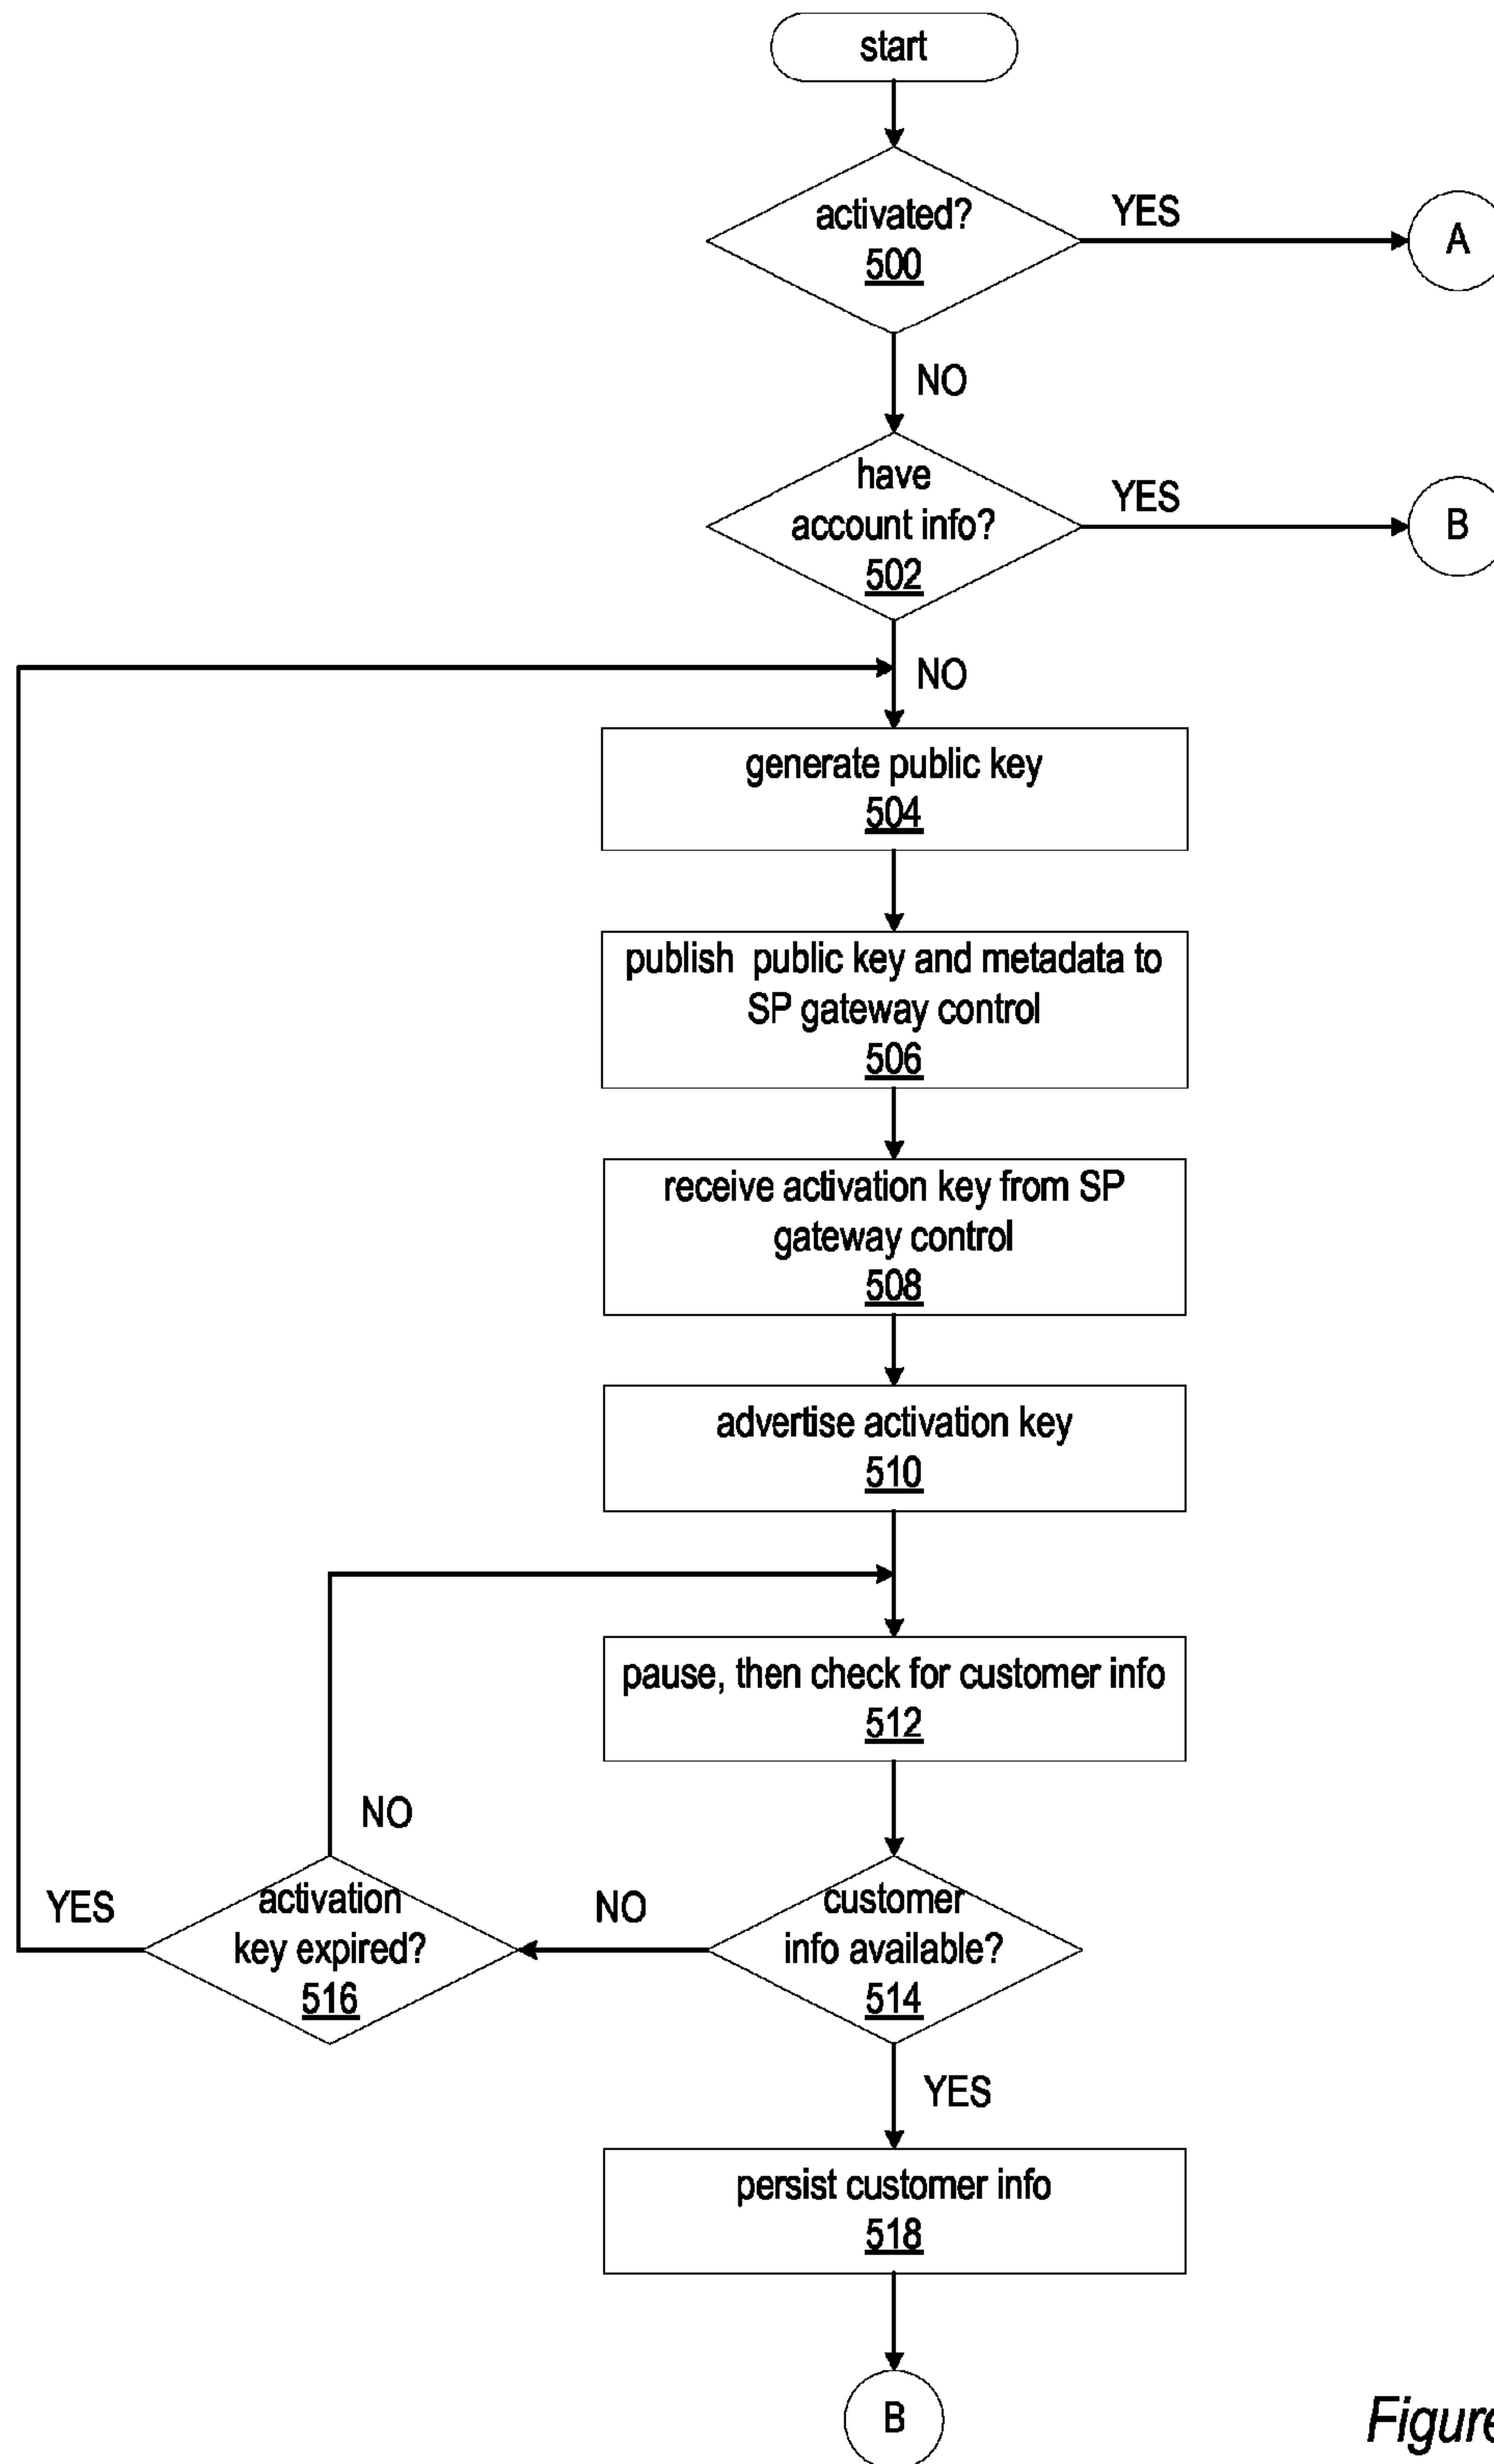 start
activated?
500
YES
A
NO
have
account info?
502
YES
B
NO
generate public key
504
publish public key and metadata to
SP gateway control
506
receive activation key from SP
gateway control
508
advertise activation key
510
pause, then check for customer info
512
NO
YES
activation
key expired?
516
NO
customer
info available?
514
YES
persist customer info
518
B
Figure